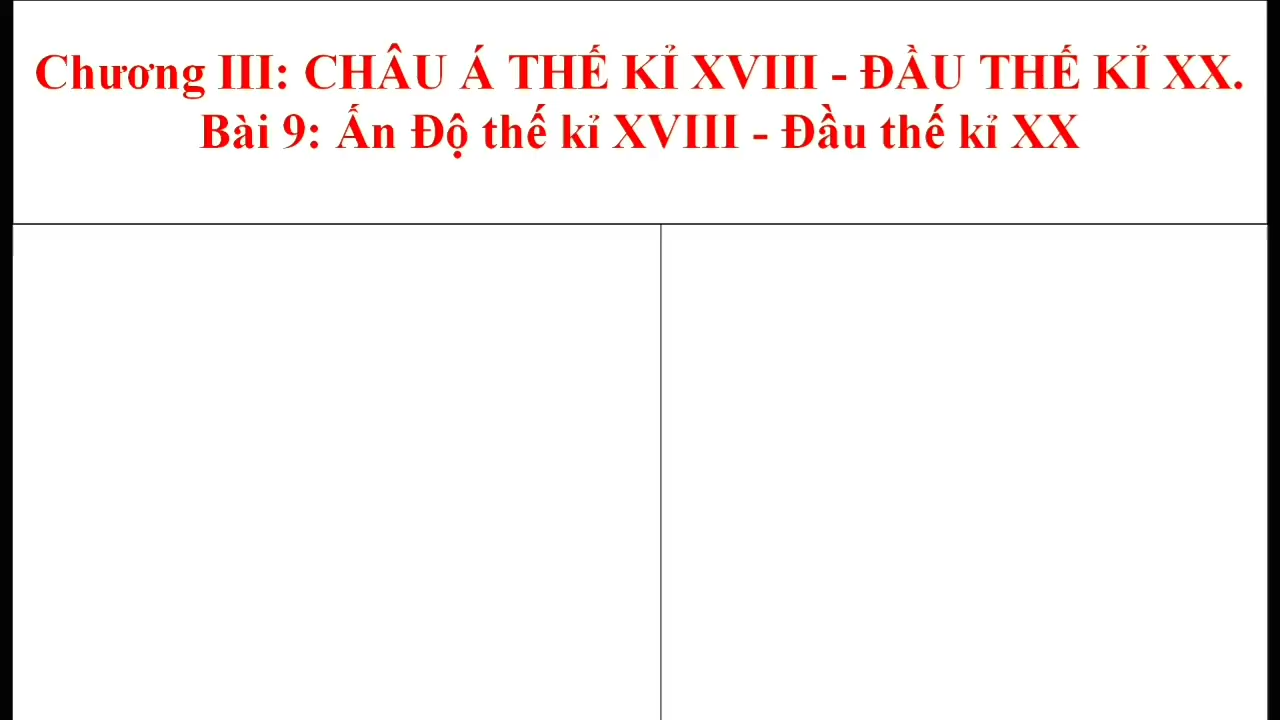 Chương III: CHÂU Á THẾ KỈ XVIII - ĐẦU THẾ KỈ XX.
Bài 9: Ấn Độ thế kỉ XVIII - Đầu thế kỉ XX